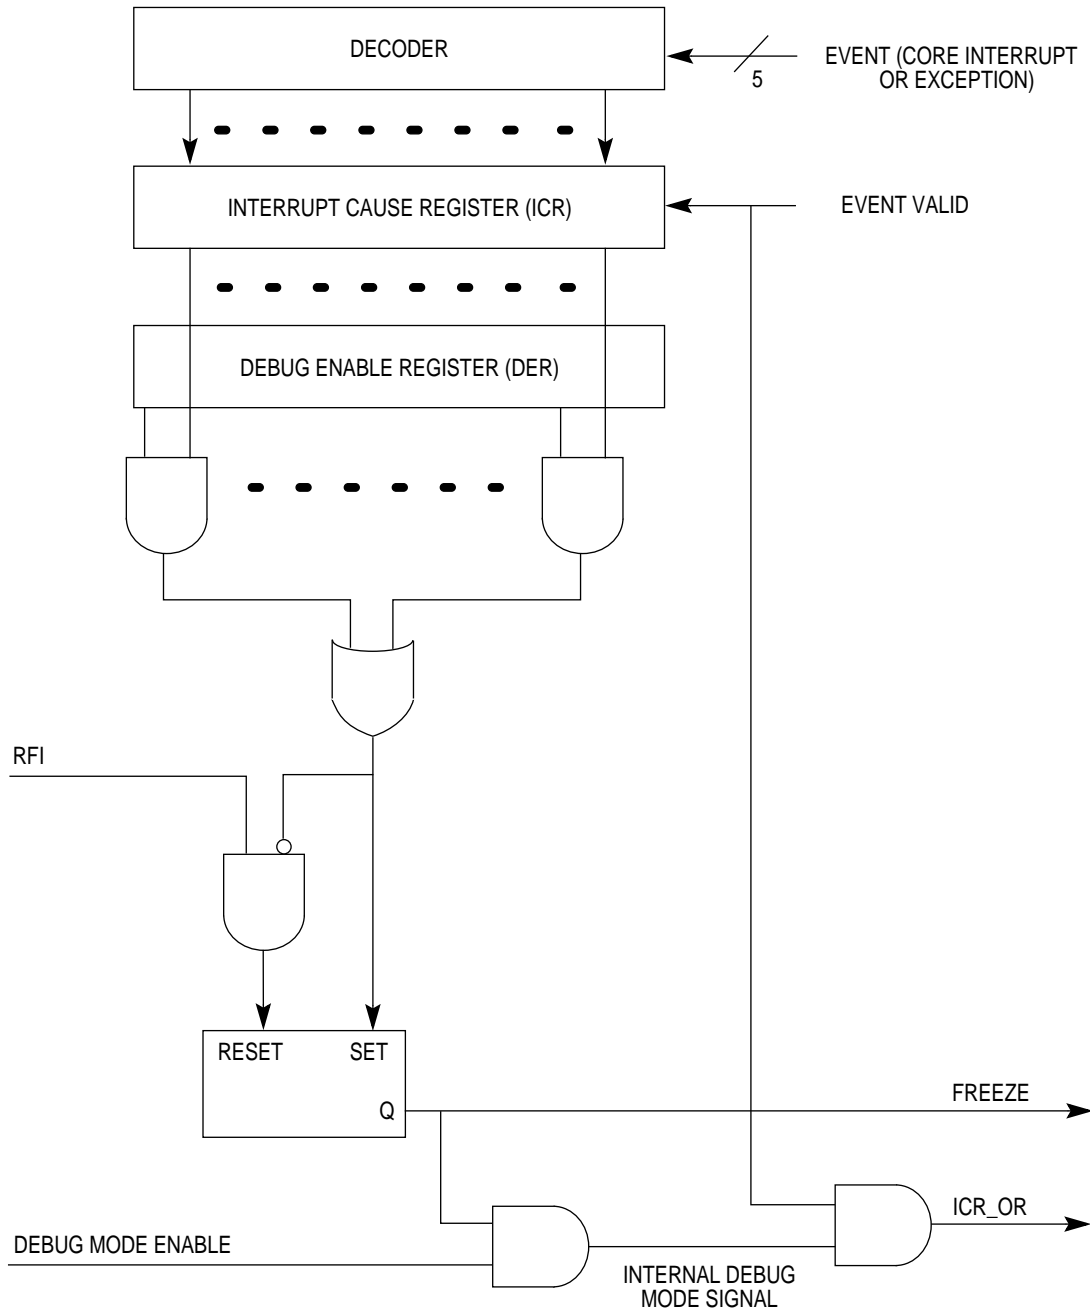 DECODER
EVENT (CORE INTERRUPT
OR EXCEPTION)
5
INTERRUPT CAUSE REGISTER (ICR)
EVENT VALID
DEBUG ENABLE REGISTER (DER)
RFI
RESET
SET
Q
FREEZE
ICR_OR
DEBUG MODE ENABLE
INTERNAL DEBUG
MODE SIGNAL